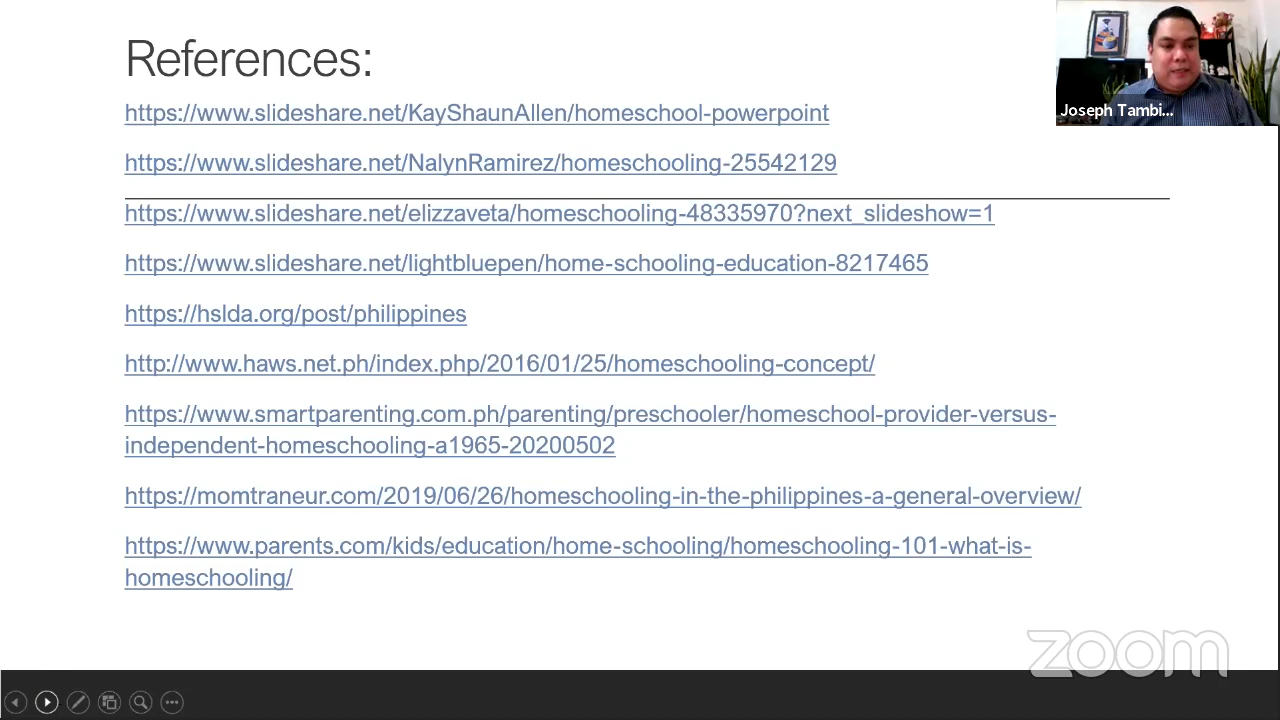 References:
https://www.slideshare.net/KayShaunAllen/homeschool-powerpoint
https://www.slideshare.net/NalynRamirez/homeschooling-25542129
https://www.slideshare.net/elizzaveta/homeschooling-48335970?next_slideshow=1
https://www.slideshare.net/lightbluepen/home-schooling-education-8217465
https://hslda.org/post/philippines
http://www.haws.net.ph/index.php/2016/01/25/homeschooling-concept/
https://www.smartparenting.com.ph/parenting/preschooler/homeschool-provider-versus-
independent-homeschooling-a1965-20200502
https://momtraneur.com/2019/06/26/homeschooling-in-the-philippines-a-general-overview/
https://www.parents.com/kids/education/home-schooling/homeschooling-101-what-is-
homeschooling/
Joseph Tambi...
zoom